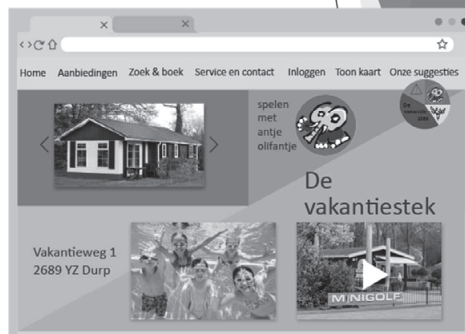 Home Aanbiedingen Zoek & boek Service en contact Inloggen Toon kaart Onze suggesties
spelen
met
antje
olifantje
De
De
vakantiestek
Vakantieweg 1
2689 YZ Durp
MINIGOLF